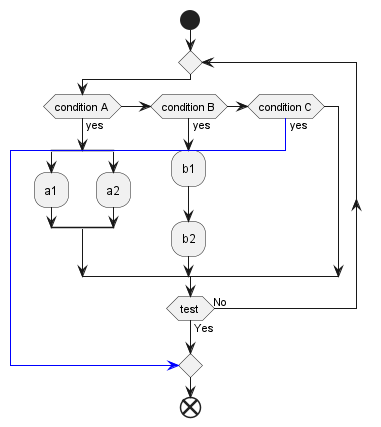 condition A
condition B
condition C
yes
yes
yes
a1
a2
b1
b2
test
No
Yes